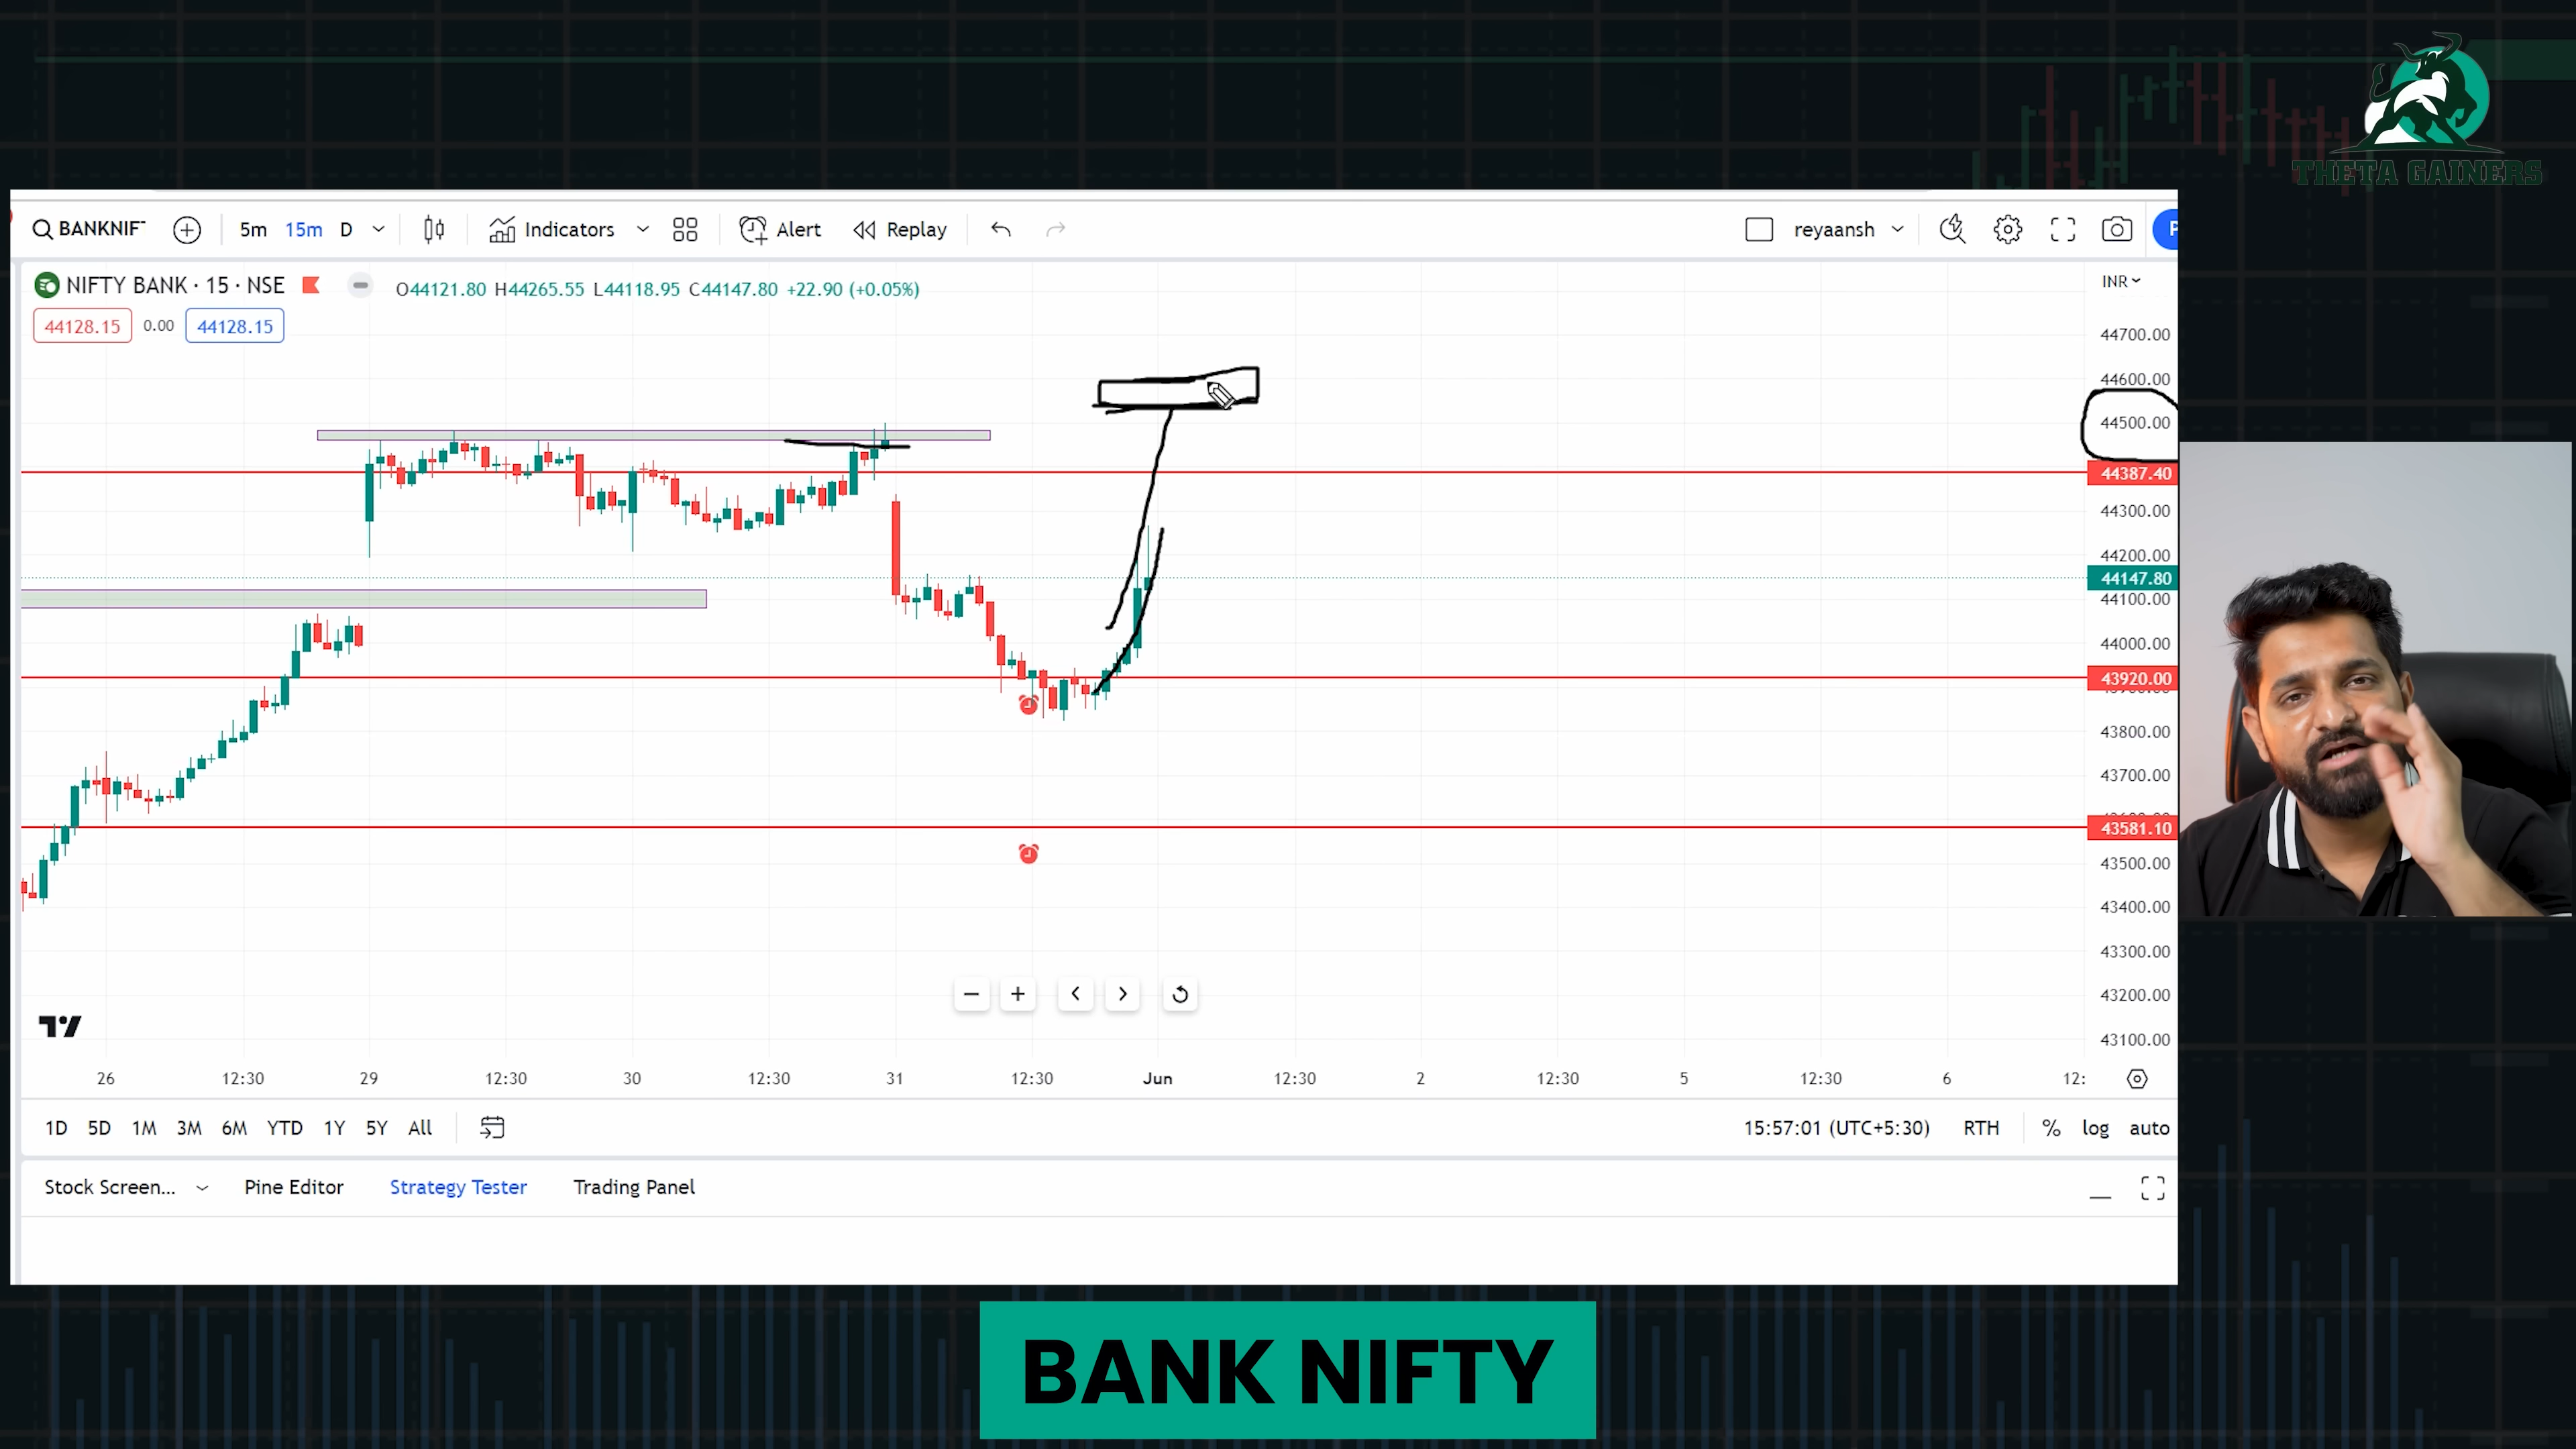 THETA GAINERS
BANKNIF
5m 15m D Indicators Alert Replay reyaansh
NIFTY BANK · 15 · NSE O44121.80 H44265.55 L44118.95 C44147.80 +22.90 (+0.05%)
INR
44128.15 0.00 44128.15
44700.00
44600.00
44500.00
44387.40
44300.00
44200.00
44147.80
44100.00
44000.00
43920.00
43800.00
43700.00
43581.10
43500.00
43400.00
43300.00
43200.00
43100.00
26 12:30 29 12:30 30 12:30 31 12:30 Jun 12:30 2 12:30 5 12:30 6 12:
1D 5D 1M 3M 6M YTD 1Y 5Y All 15:57:01 (UTC+5:30) RTH % log auto
Stock Screen... Pine Editor Strategy Tester Trading Panel
BANK NIFTY